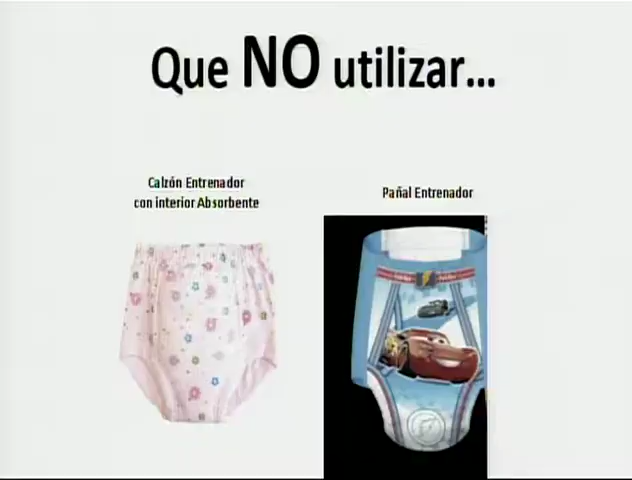 Que NO utilizar...
Calzón Entrenador
con interior Absorbente
Pañal Entrenador